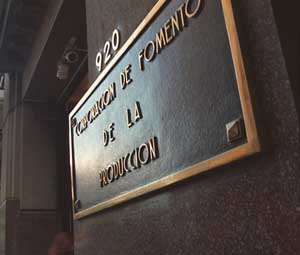 920
CORPORACION DE FOMENTO
DE LA
PRODUCCION